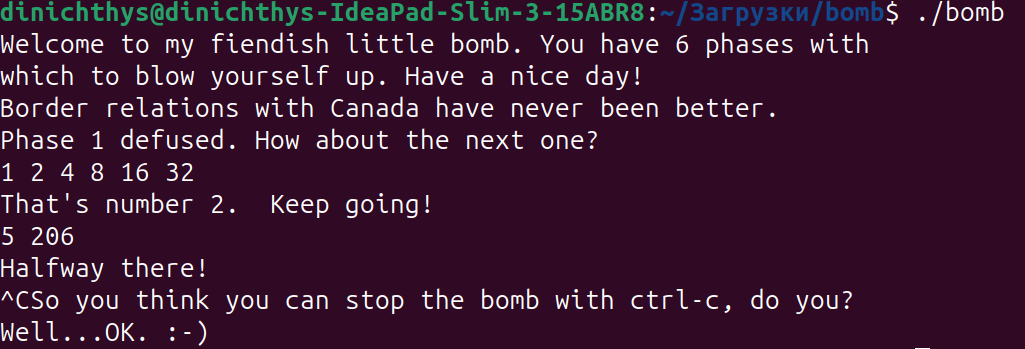 dinichthys@dinichthys-IdeaPad-Slim-3-15ABR8:~/Загрузки/bomb$ ./bomb
Welcome to my fiendish little bomb. You have 6 phases with
which to blow yourself up. Have a nice day!
Border relations with Canada have never been better.
Phase 1 defused. How about the next one?
1 2 4 8 16 32
That's number 2.  Keep going!
5 206
Halfway there!
^CSo you think you can stop the bomb with ctrl-c, do you?
Well...OK. :-)